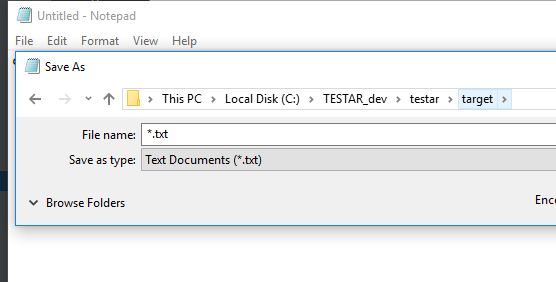 Untitled - Notepad
File Edit Format View Help
Save As
This PC > Local Disk (C:) > TESTAR_dev > testar > target >
File name: *.txt
Save as type: Text Documents (*.txt)
Browse Folders